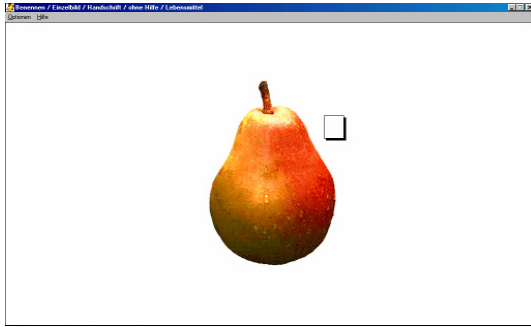 Benennen / Einzelbild / Handschrift / ohne Hilfe / Lebensmittel
Optionen Hilfe